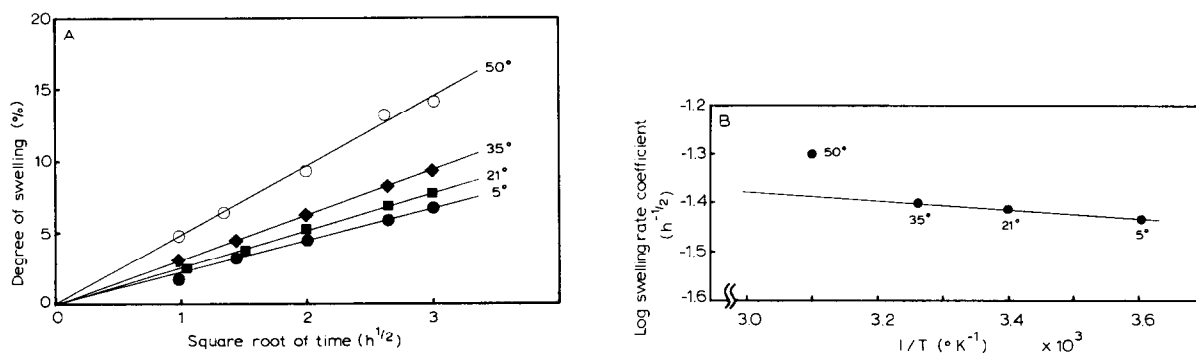 A
Degree of swelling (%)
20
15
10
5
0
50°
35°
21°
5°
0 1 2 3
Square root of time (h^1/2)
B
Log swelling rate coefficient
(h^-1/2)
-1.2
-1.3
-1.4
-1.5
-1.6
50°
35°
21°
5°
3.0 3.2 3.4 3.6
1/T (°K^-1) × 10^3